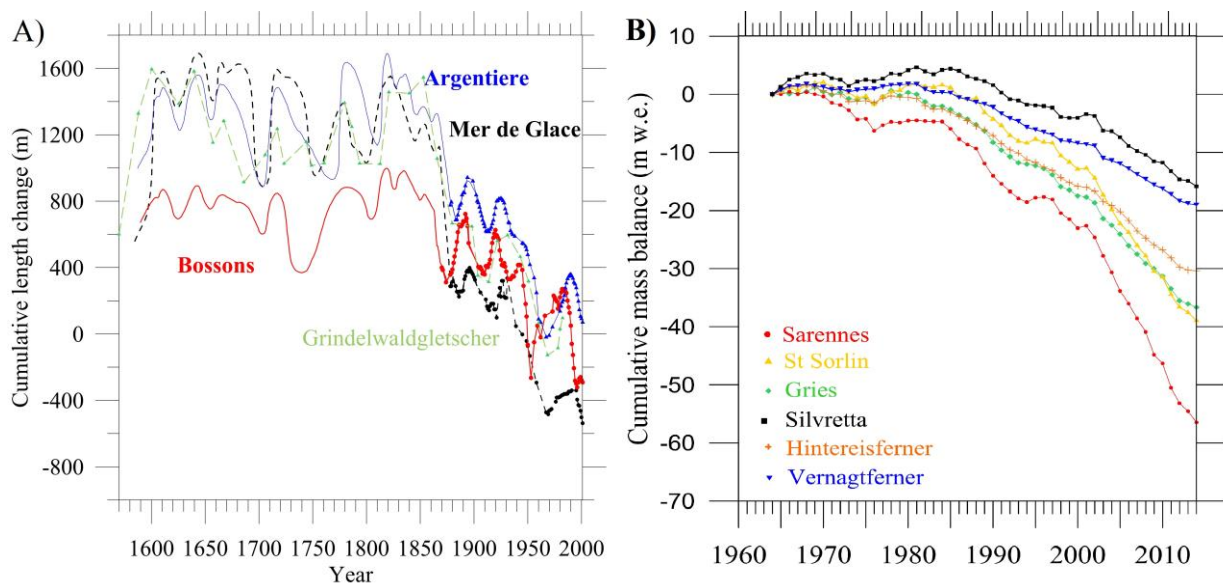 A)
Cumulative length change (m)
1600
1200
800
400
0
-400
-800
Argentiere
Mer de Glace
Bossons
Grindelwaldgletscher
1600 1650 1700 1750 1800 1850 1900 1950 2000
Year
B)
Cumulative mass balance (m w.e.)
10
0
-10
-20
-30
-40
-50
-60
-70
Sarennes
St Sorlin
Gries
Silvretta
Hintereisferner
Vernagtferner
1960 1970 1980 1990 2000 2010